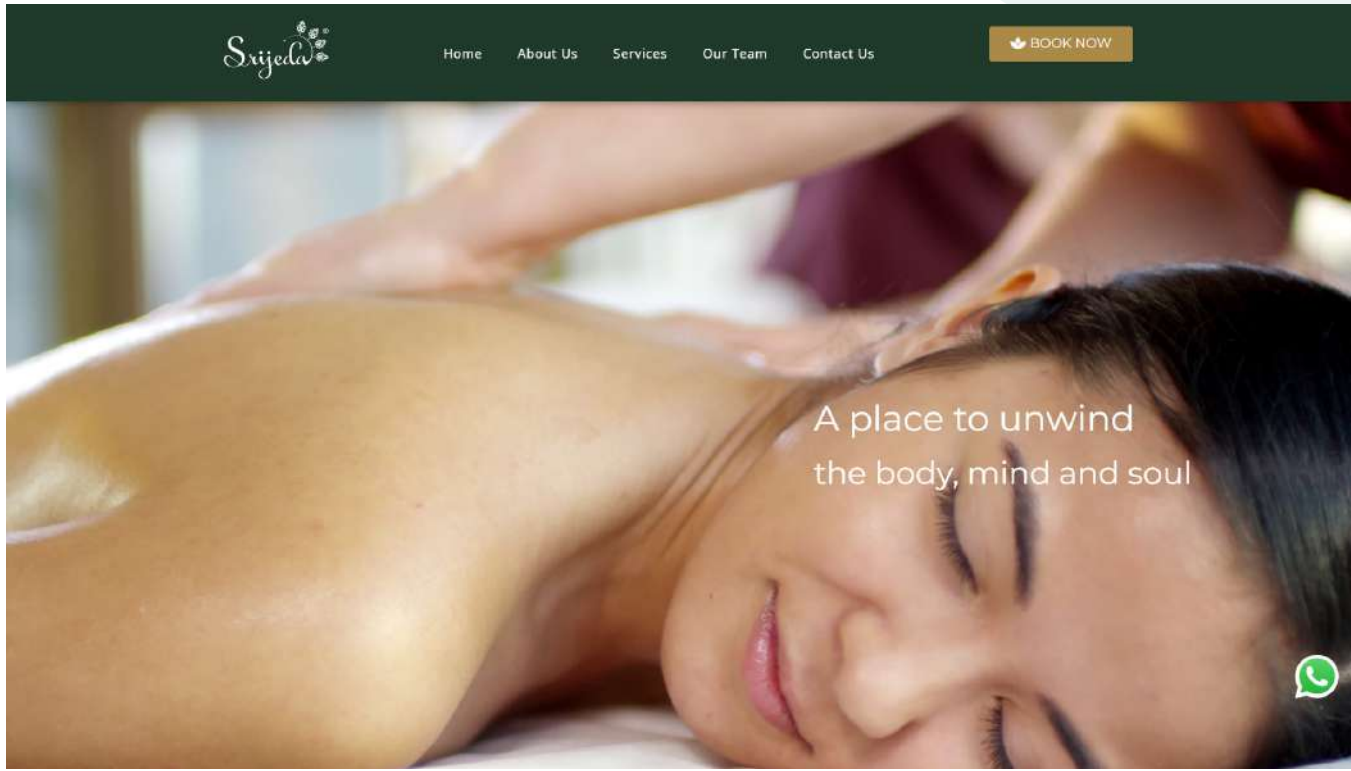 Srijeda
Home About Us Services Our Team Contact Us
BOOK NOW
A place to unwind
the body, mind and soul